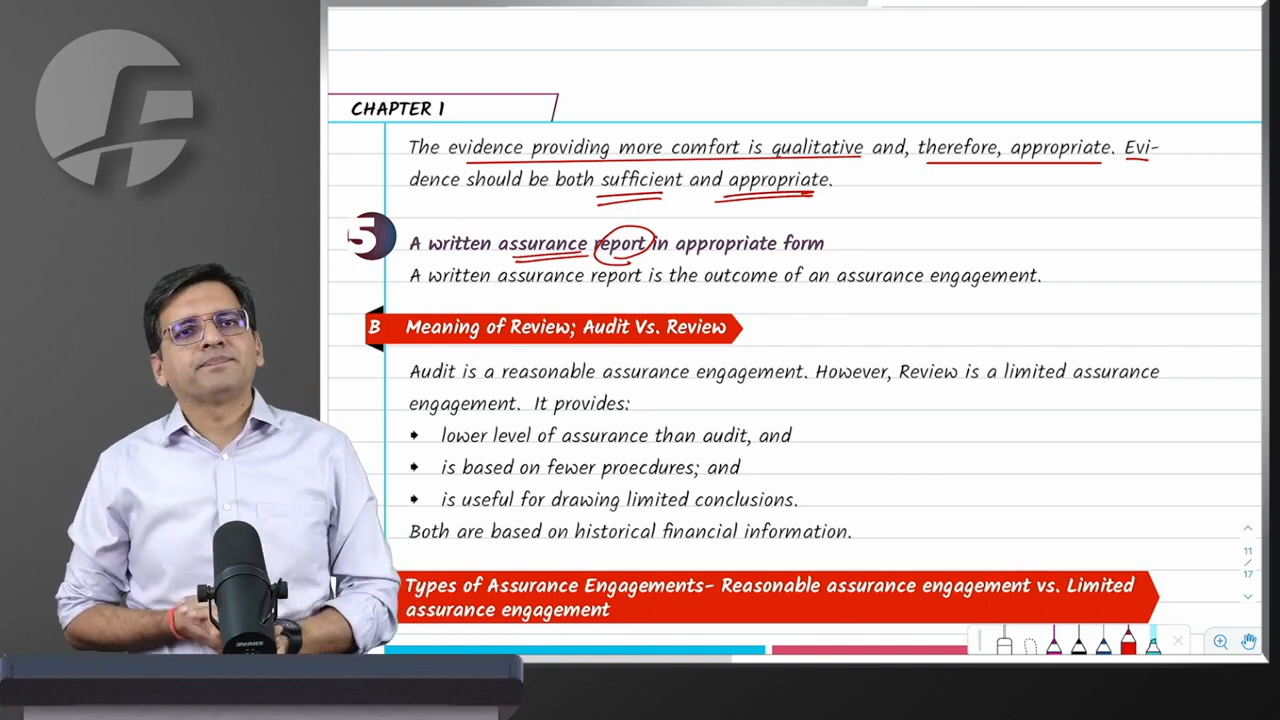 CHAPTER 1
The evidence providing more comfort is qualitative and, therefore, appropriate. Evi-
dence should be both sufficient and appropriate.
5 A written assurance report in appropriate form
A written assurance report is the outcome of an assurance engagement.
B Meaning of Review; Audit Vs. Review
Audit is a reasonable assurance engagement. However, Review is a limited assurance
engagement. It provides:
lower level of assurance than audit, and
is based on fewer proecdures; and
is useful for drawing limited conclusions.
Both are based on historical financial information.
Types of Assurance Engagements- Reasonable assurance engagement vs. Limited
assurance engagement
11
/
17